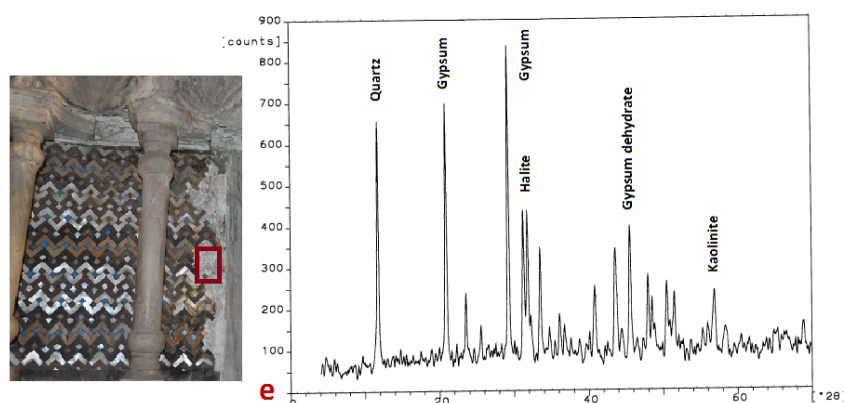 900
[counts]
800
700
600
500
400
300
200
100
Quartz
Gypsum
Gypsum
Halite
Gypsum dehydrate
Kaolinite
e
0
20
40
60
[°2θ]